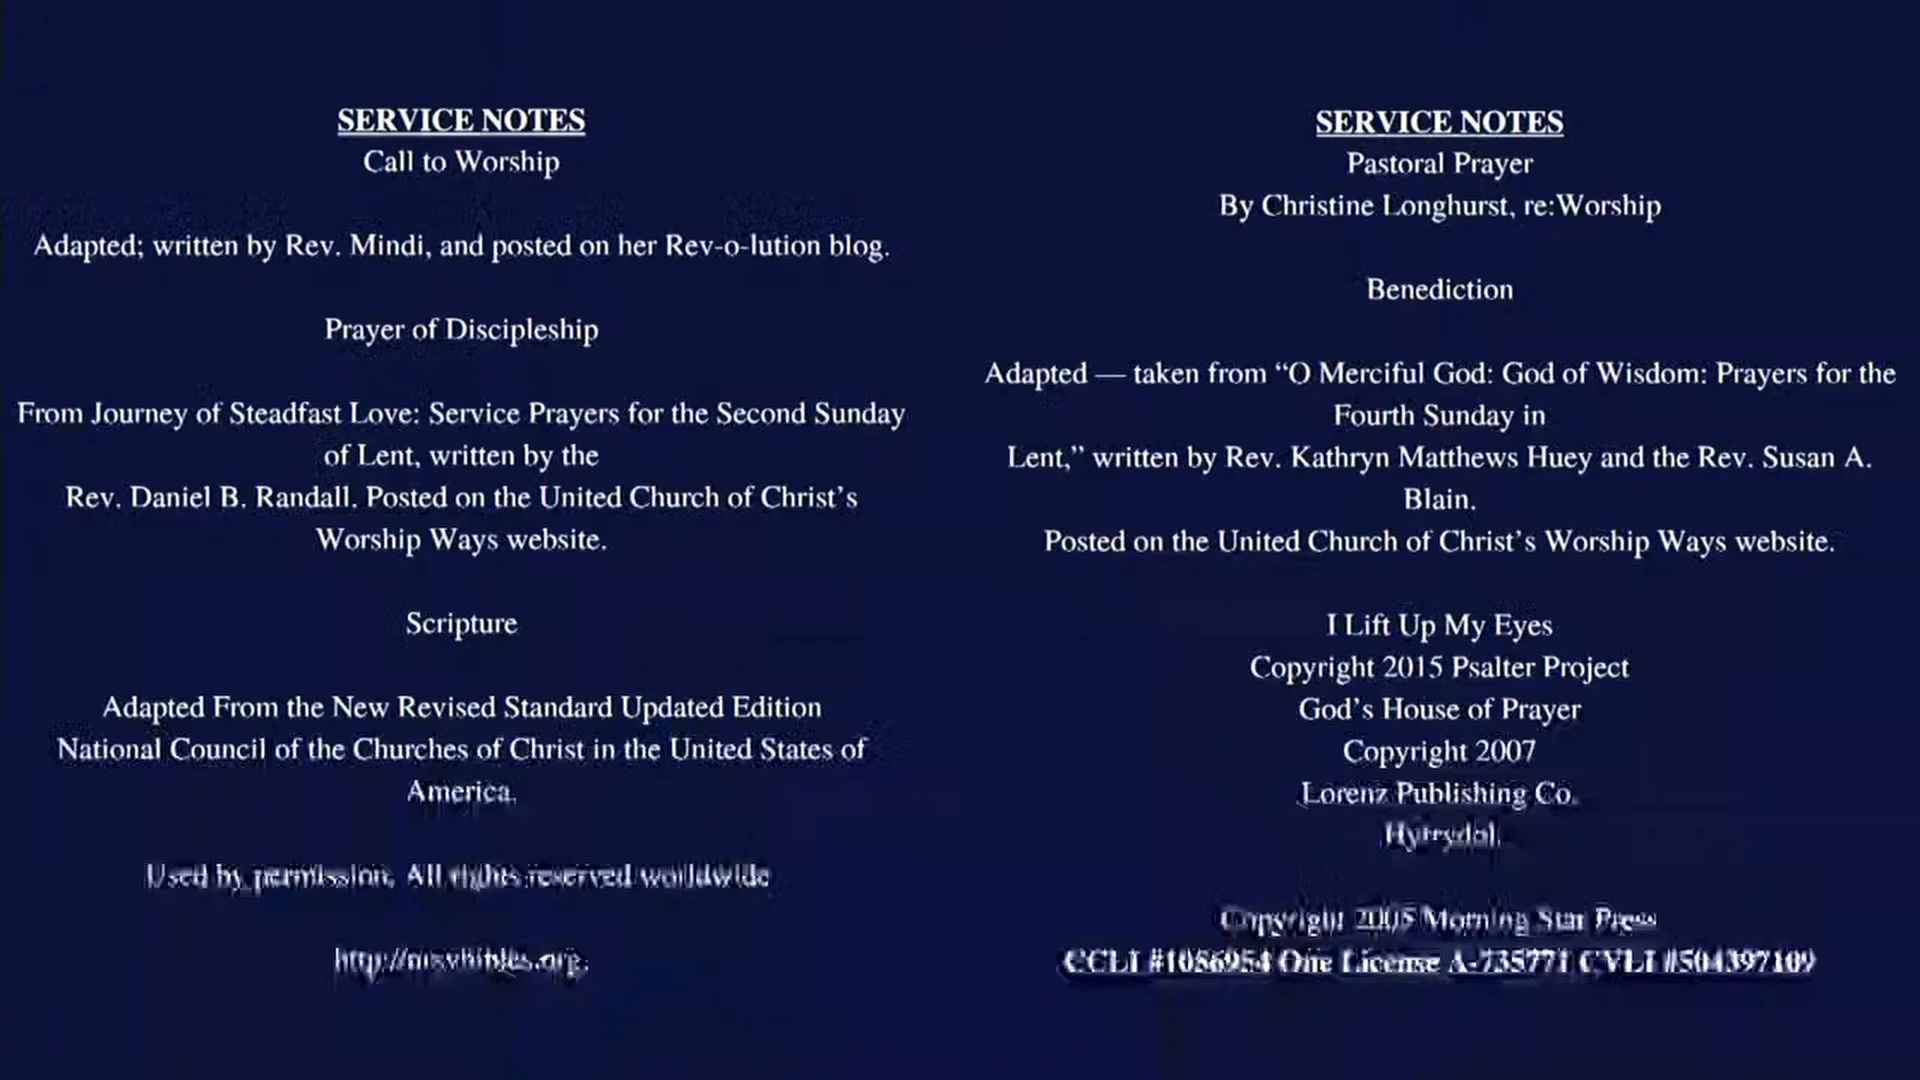 SERVICE NOTES
Call to Worship
Adapted; written by Rev. Mindi, and posted on her Rev-o-lution blog.
Prayer of Discipleship
From Journey of Steadfast Love: Service Prayers for the Second Sunday
of Lent, written by the
Rev. Daniel B. Randall. Posted on the United Church of Christ’s
Worship Ways website.
Scripture
Adapted From the New Revised Standard Updated Edition
National Council of the Churches of Christ in the United States of
America.
Used by permission. All rights reserved worldwide
SERVICE NOTES
Pastoral Prayer
By Christine Longhurst, re:Worship
Benediction
Adapted — taken from “O Merciful God: God of Wisdom: Prayers for the
Fourth Sunday in
Lent,” written by Rev. Kathryn Matthews Huey and the Rev. Susan A.
Blain.
Posted on the United Church of Christ’s Worship Ways website.
I Lift Up My Eyes
Copyright 2015 Psalter Project
God’s House of Prayer
Copyright 2007
Lorenz Publishing Co.
Copyright 2005 Morning Star Press
CCLI #1056954 One License A-735771 CVLI #504397109